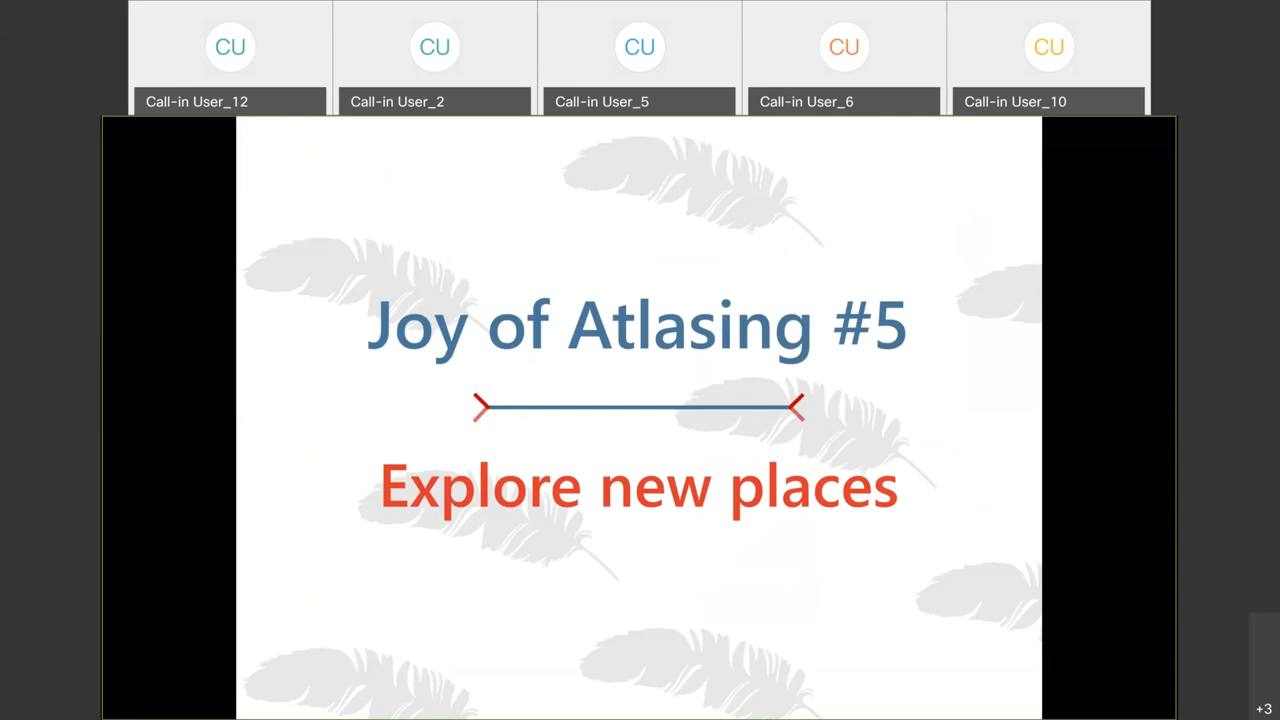 CU CU CU CU CU
Call-in User_12 Call-in User_2 Call-in User_5 Call-in User_6 Call-in User_10
Joy of Atlasing #5
Explore new places
+3